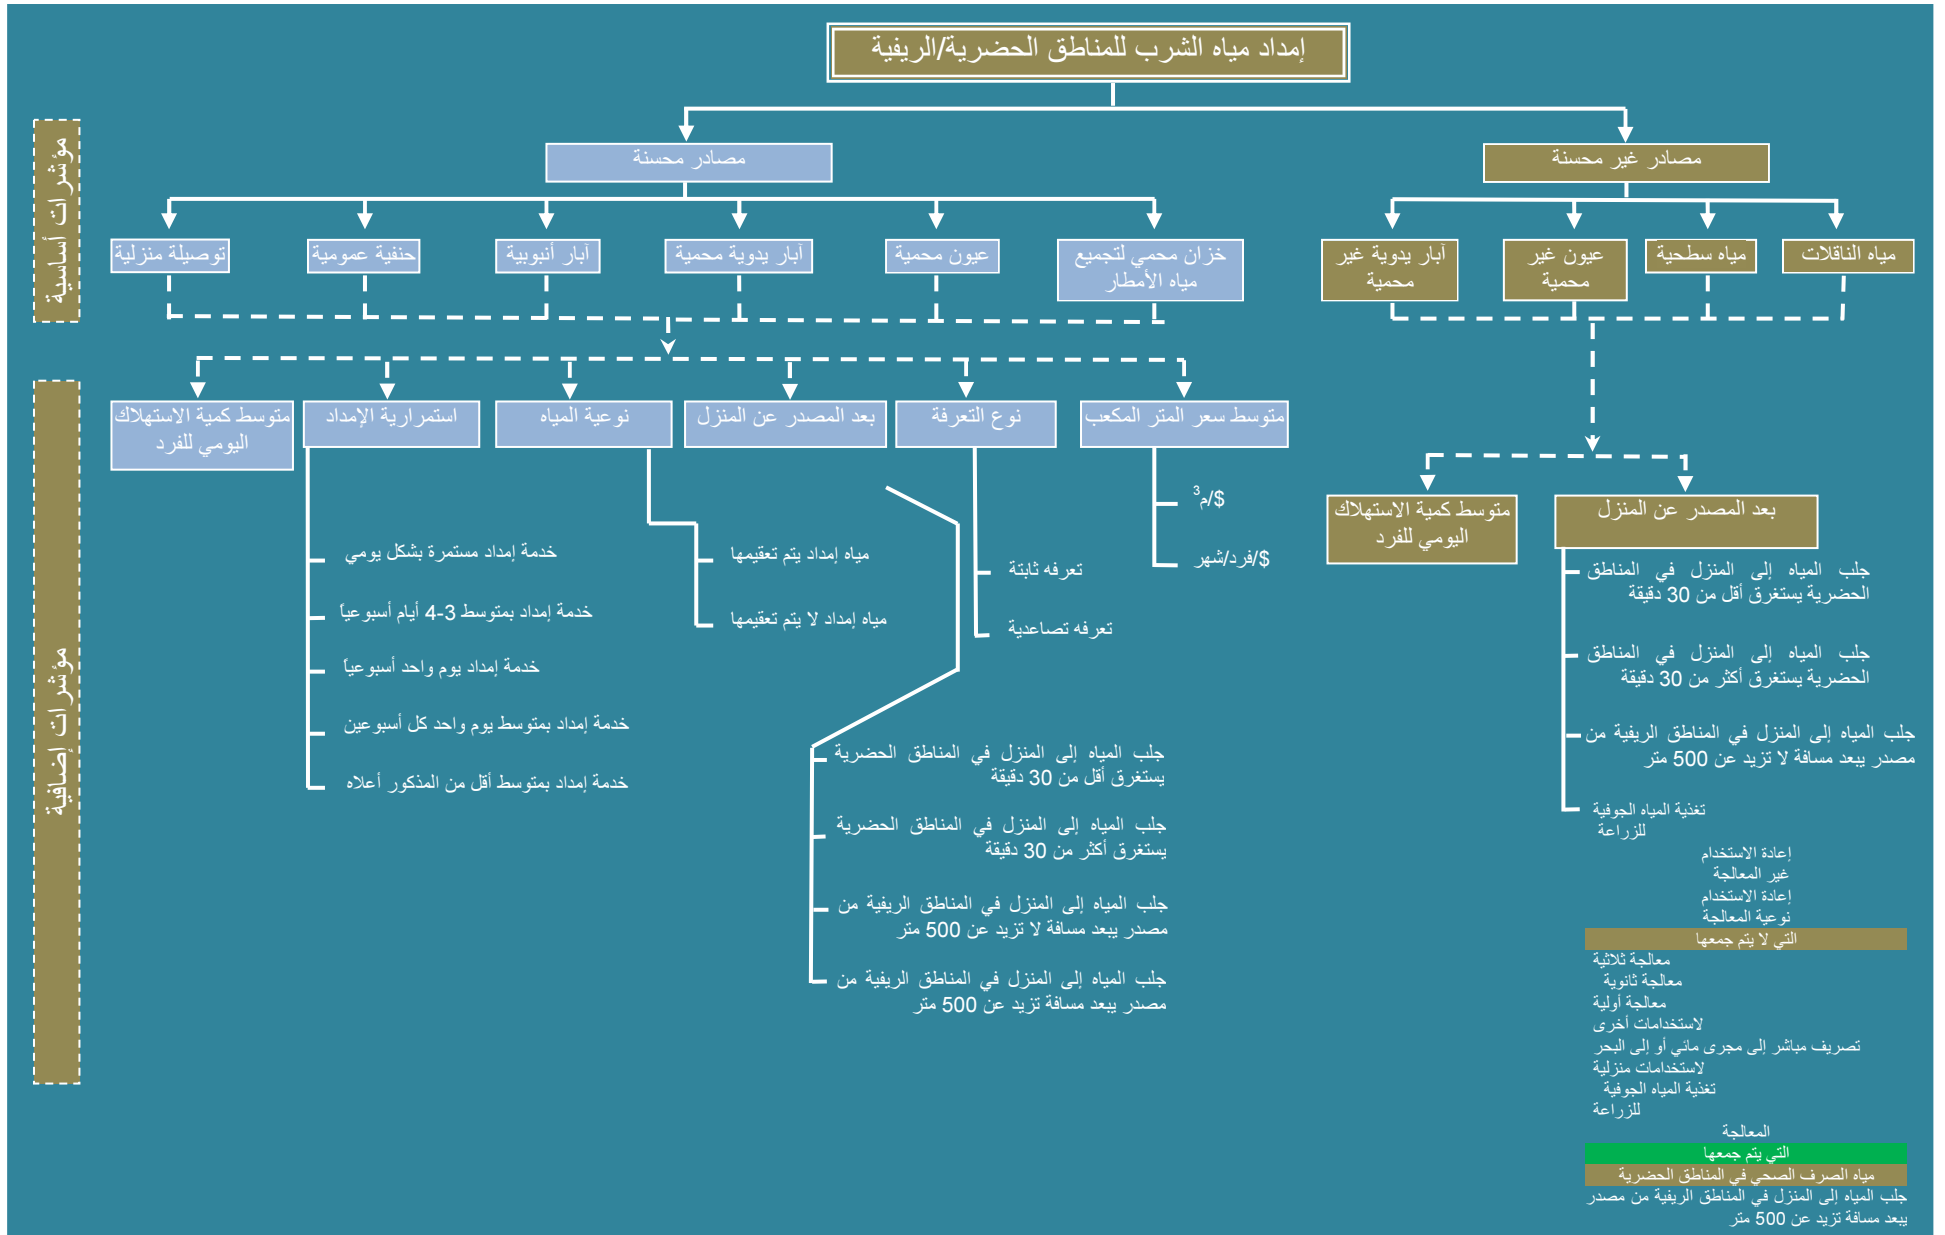 إمداد مياه الشرب للمناطق الحضرية/الريفية
مؤشرات أساسية
مصادر غير محسنة
مصادر محسنة
مياه الناقلات
مياه سطحية
عيون غير
محمية
آبار يدوية غير
محمية
خزان محمي لتجميع
مياه الأمطار
عيون محمية
آبار يدوية محمية
آبار أنبوبية
حنفية عمومية
توصيلة منزلية
مؤشرات إضافية
متوسط سعر المتر المكعب
نوع التعرفة
بعد المصدر عن المنزل
نوعية المياه
استمرارية الإمداد
متوسط كمية الاستهلاك
اليومي للفرد
بعد المصدر عن المنزل
متوسط كمية الاستهلاك
اليومي للفرد
$/م3
$/فرد/شهر
تعرفه ثابتة
تعرفه تصاعدية
مياه إمداد يتم تعقيمها
مياه إمداد لا يتم تعقيمها
خدمة إمداد مستمرة بشكل يومي
خدمة إمداد بمتوسط 3-4 أيام أسبوعياً
خدمة إمداد يوم واحد أسبوعياً
خدمة إمداد بمتوسط يوم واحد كل أسبوعين
خدمة إمداد بمتوسط أقل من المذكور أعلاه
جلب المياه إلى المنزل في المناطق الحضرية
يستغرق أقل من 30 دقيقة
جلب المياه إلى المنزل في المناطق الحضرية
يستغرق أكثر من 30 دقيقة
جلب المياه إلى المنزل في المناطق الريفية من
مصدر يبعد مسافة لا تزيد عن 500 متر
جلب المياه إلى المنزل في المناطق الريفية من
مصدر يبعد مسافة تزيد عن 500 متر
جلب المياه إلى المنزل في المناطق
الحضرية يستغرق أقل من 30 دقيقة
جلب المياه إلى المنزل في المناطق
الحضرية يستغرق أكثر من 30 دقيقة
جلب المياه إلى المنزل في المناطق الريفية من
مصدر يبعد مسافة لا تزيد عن 500 متر
تغذية المياه الجوفية
للزراعة
إعادة الاستخدام
غير المعالجة
إعادة الاستخدام
نوعية المعالجة
التي لا يتم جمعها
معالجة ثلاثية
معالجة ثانوية
معالجة أولية
لاستخدامات أخرى
تصريف مباشر إلى مجرى مائي أو إلى البحر
لاستخدامات منزلية
تغذية المياه الجوفية
للزراعة
المعالجة
التي يتم جمعها
مياه الصرف الصحي في المناطق الحضرية
جلب المياه إلى المنزل في المناطق الريفية من مصدر
يبعد مسافة تزيد عن 500 متر